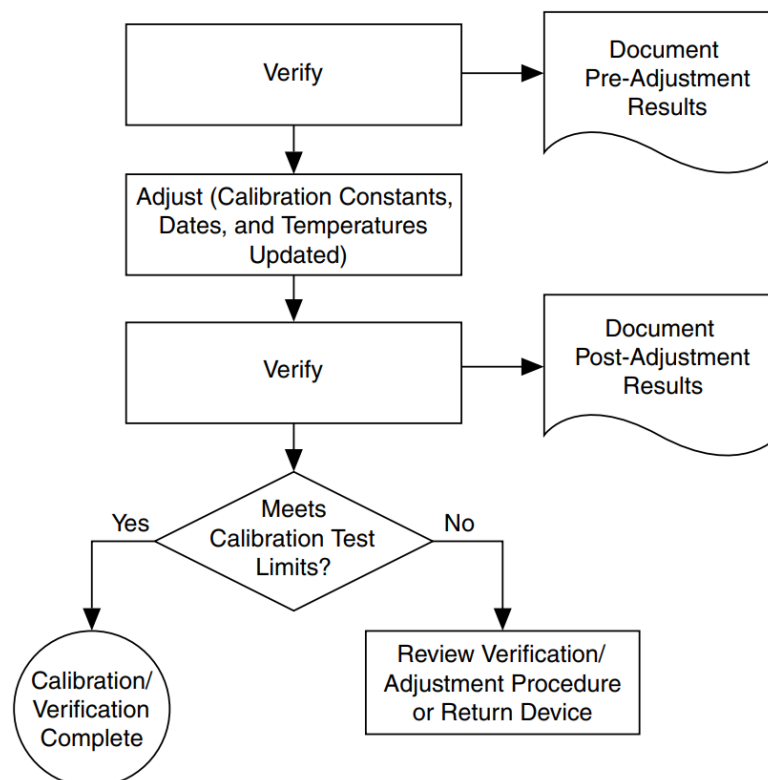 Verify
Document
Pre-Adjustment
Results
Adjust (Calibration Constants,
Dates, and Temperatures
Updated)
Verify
Document
Post-Adjustment
Results
Meets
Calibration Test
Limits?
Yes
No
Calibration/
Verification
Complete
Review Verification/
Adjustment Procedure
or Return Device